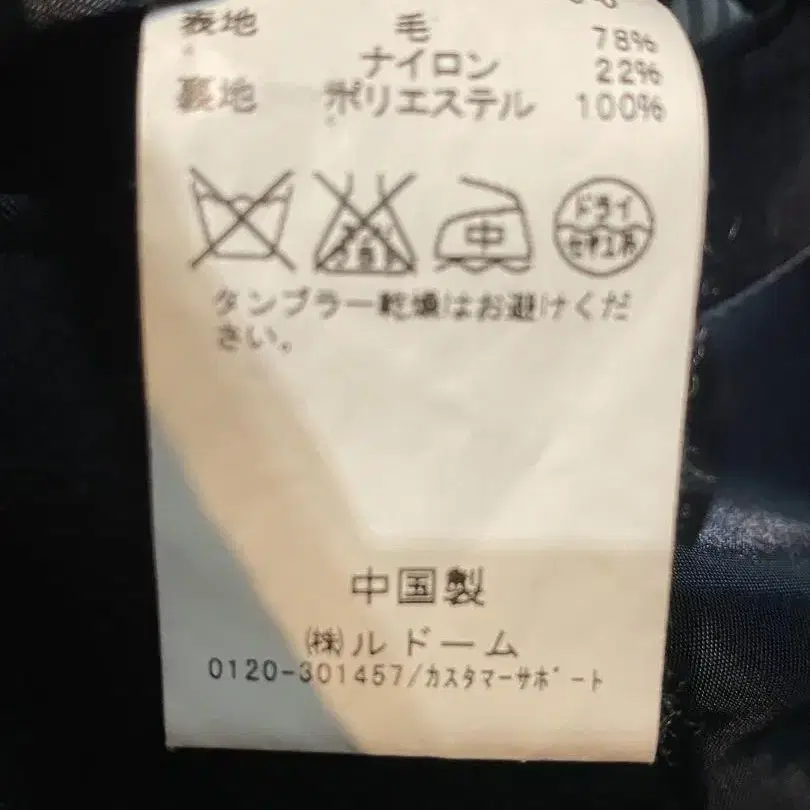 表地 毛 78%
ナイロン 22%
裏地 ポリエステル 100%
中 ドライ
セキユ系
タンブラー乾燥はお避けくだ
さい。
中国製
㈱ルドーム
0120-301457/カスタマーサポート